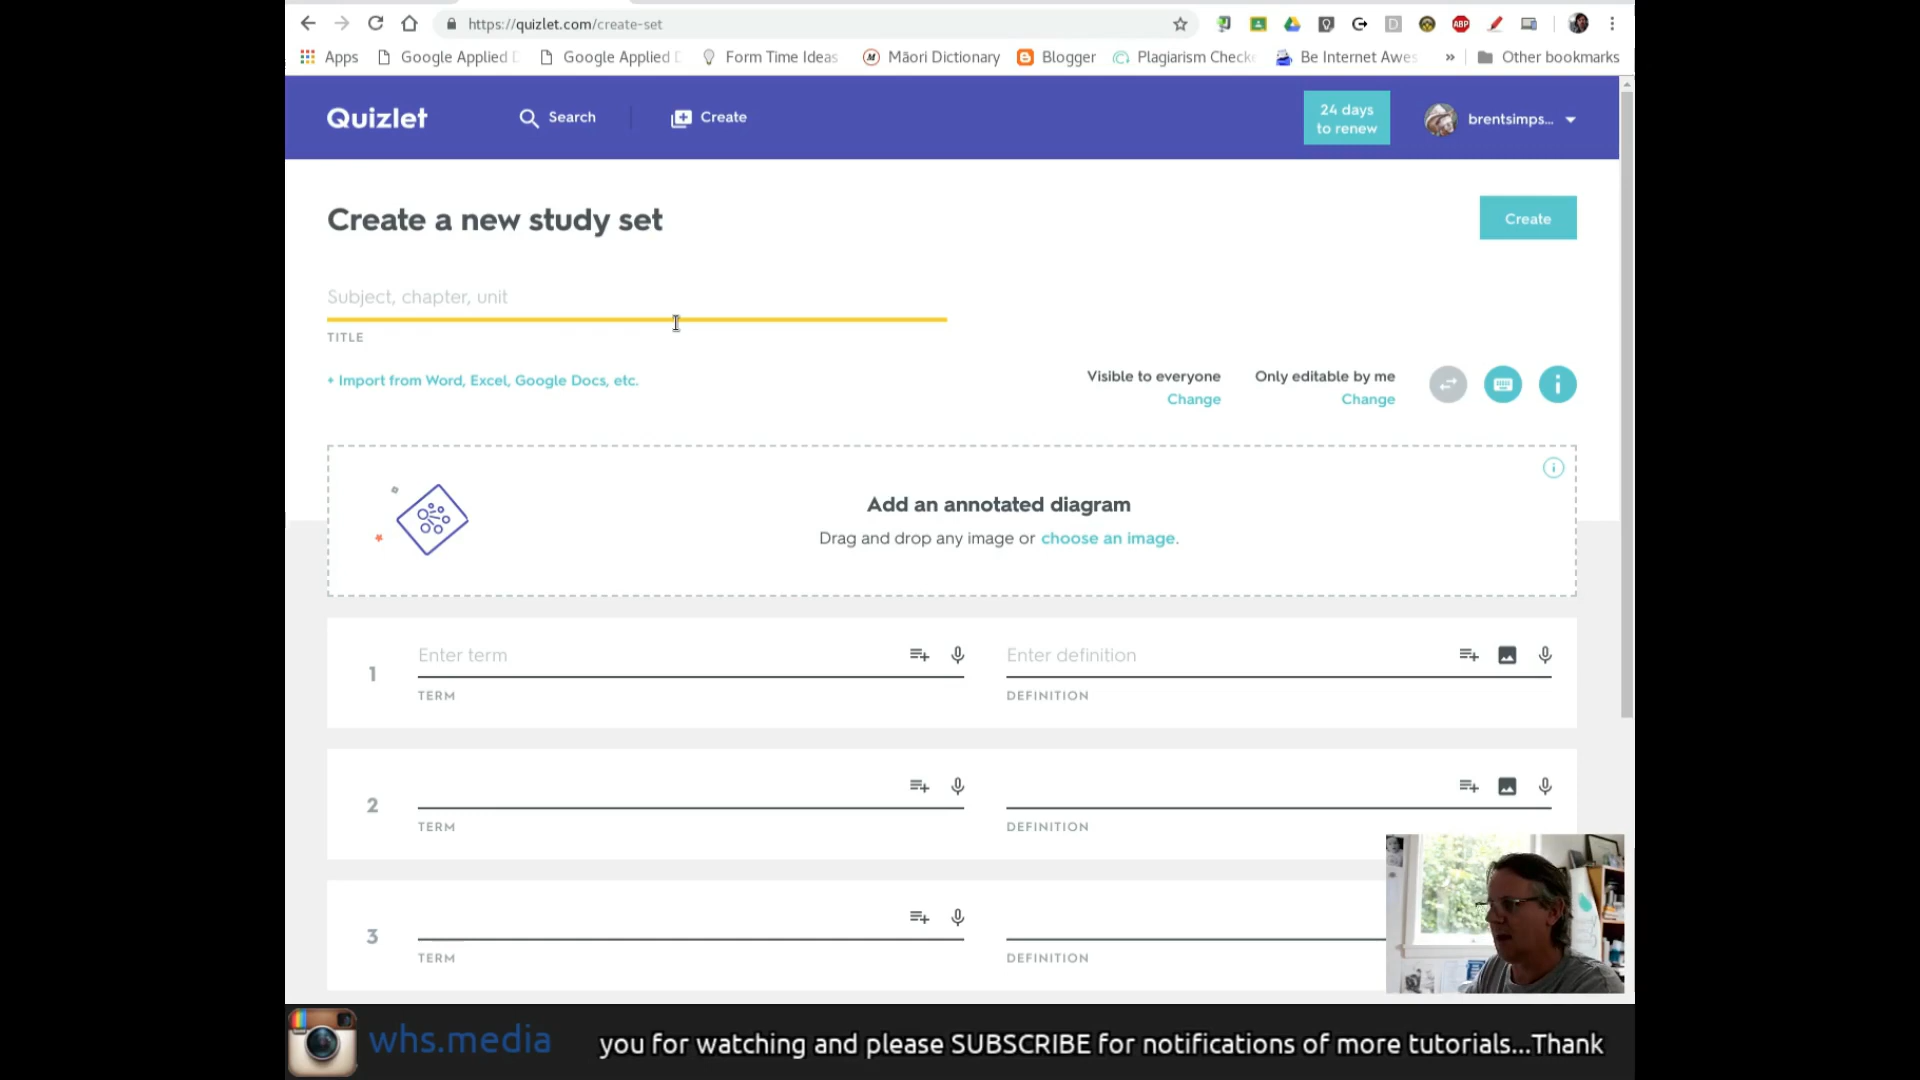 https://quizlet.com/create-set
Apps Google Applied D Google Applied D Form Time Ideas Māori Dictionary Blogger Plagiarism Checke Be Internet Awes » Other bookmarks
Quizlet Search Create 24 days to renew brentsimps...
Create a new study set Create
Subject, chapter, unit
TITLE
+ Import from Word, Excel, Google Docs, etc.
Visible to everyone Only editable by me
Change Change
Add an annotated diagram
Drag and drop any image or choose an image.
1 Enter term Enter definition
TERM DEFINITION
2
TERM DEFINITION
3
TERM DEFINITION
whs.media you for watching and please SUBSCRIBE for notifications of more tutorials...Thank